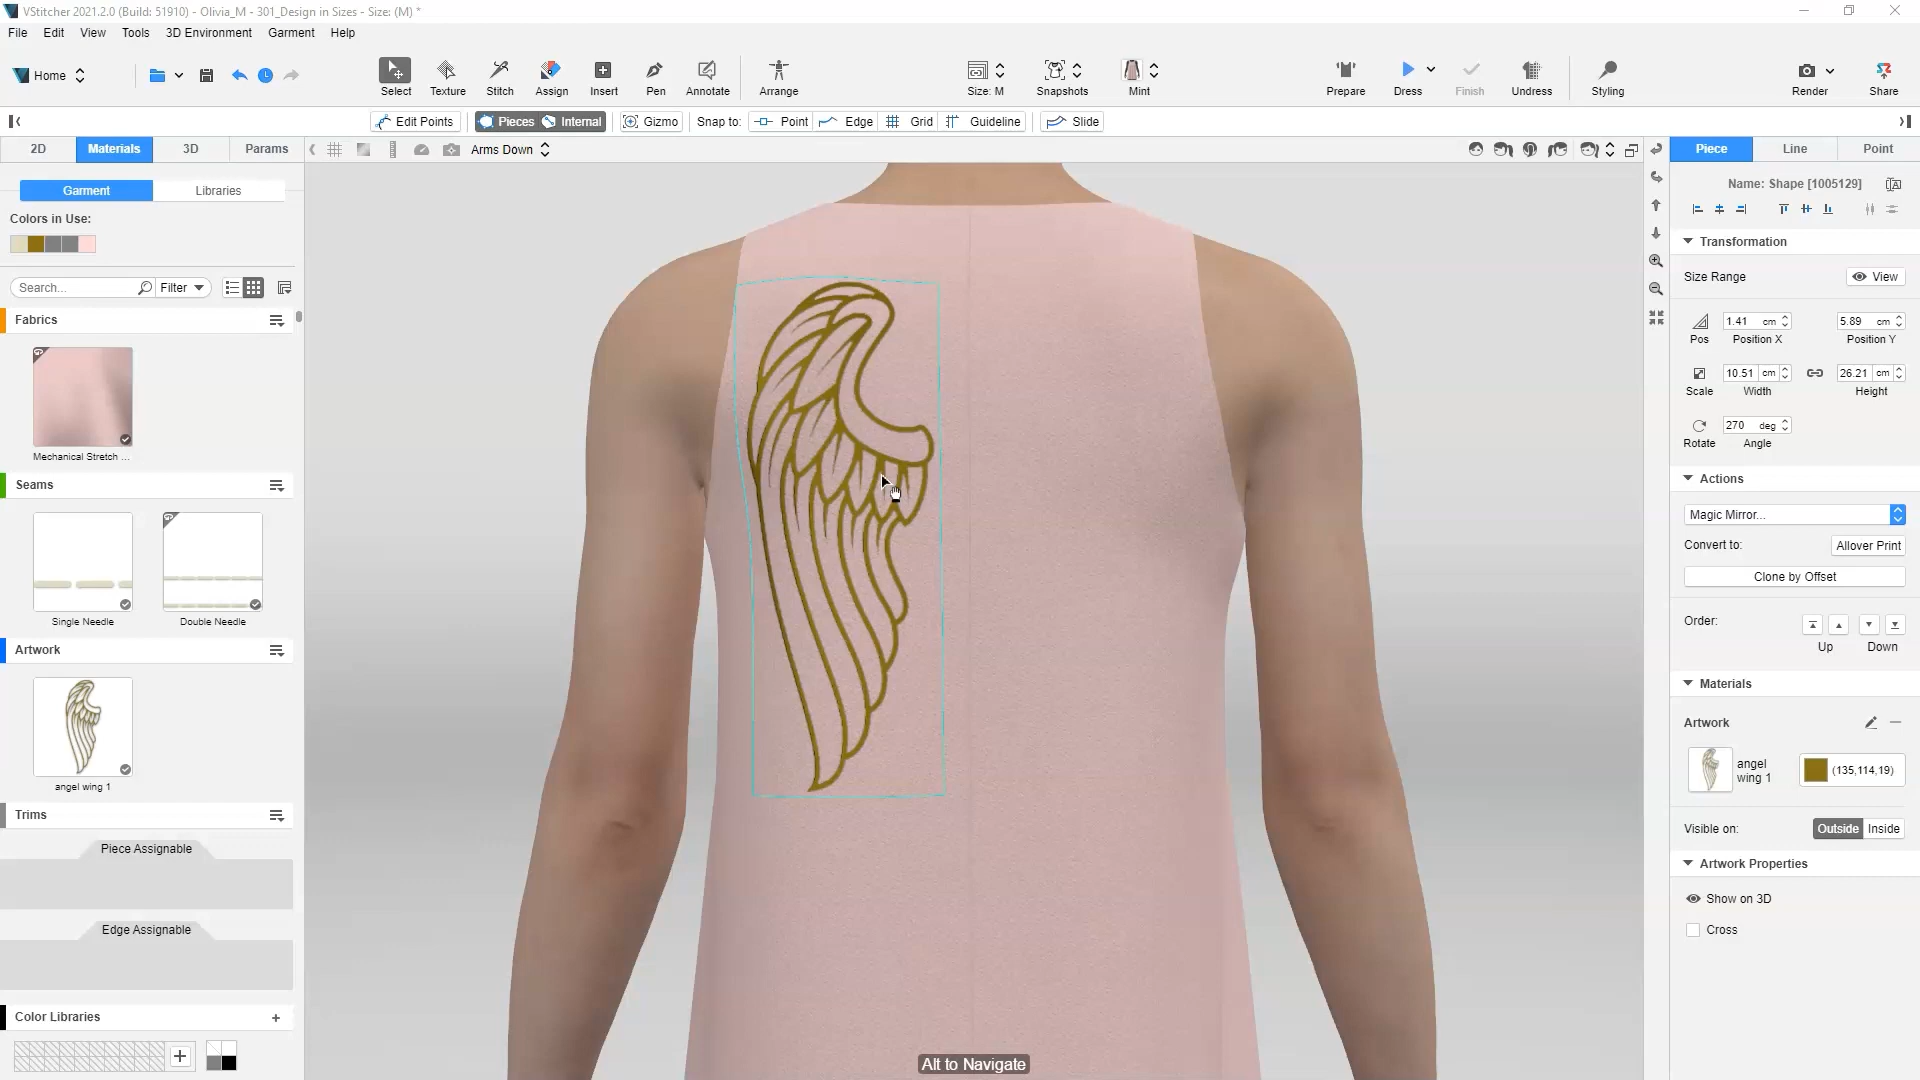 VStitcher 2021.2.0 (Build: 51910) - Olivia_M - 301_Design in Sizes - Size: (M) *
File Edit View Tools 3D Environment Garment Help
Home
Select Texture Stitch Assign Insert Pen Annotate Arrange Size: M Snapshots Mint Prepare Dress Finish Undress Styling Render Share
Edit Points Pieces Internal Gizmo Snap to: Point Edge Grid Guideline Slide
2D Materials 3D Params Arms Down Piece Line Point
Garment Libraries
Name: Shape [1005129]
Colors in Use:
Transformation
Size Range View
Search... Filter
Fabrics
1.41 cm 5.89 cm
Pos Position X Position Y
10.51 cm 26.21 cm
Scale Width Height
270 deg
Rotate Angle
Mechanical Stretch ...
Seams
Actions
Magic Mirror...
Convert to: Allover Print
Clone by Offset
Single Needle Double Needle
Order:
Up Down
Artwork
Materials
Artwork
angel wing 1 (135,114,19)
angel wing 1
Trims
Visible on: Outside Inside
Piece Assignable
Artwork Properties
Show on 3D
Edge Assignable
Cross
Color Libraries
Alt to Navigate